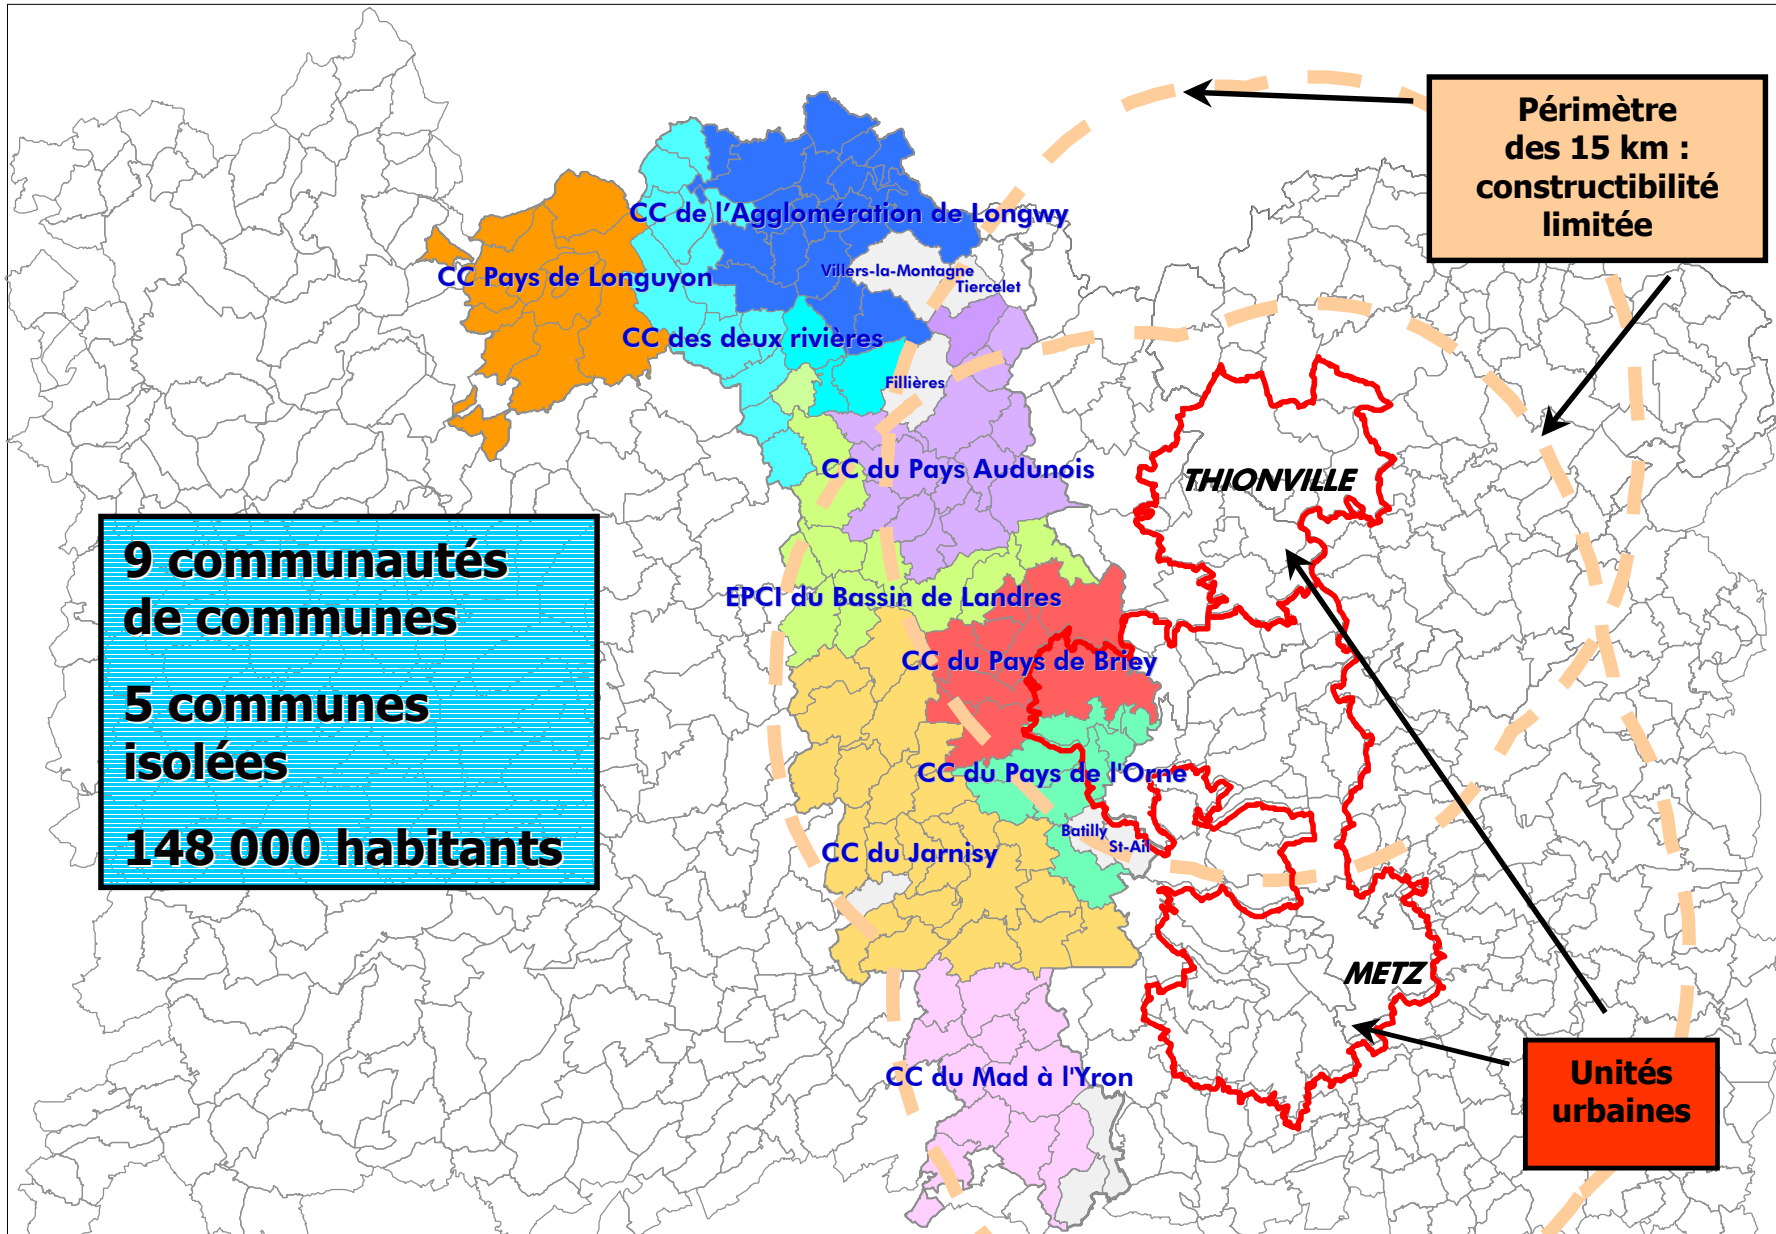 Périmètre
des 15 km :
constructibilité
limitée
CC de l'Agglomération de Longwy
CC Pays de Longuyon
Villers-la-Montagne
Tiercelet
CC des deux rivières
Fillières
CC du Pays Audunois
THIONVILLE
9 communautés
de communes
5 communes
isolées
148 000 habitants
EPCI du Bassin de Landres
CC du Pays de Briey
CC du Pays de l'Orne
Batilly
St-Ail
CC du Jarnisy
METZ
CC du Mad à l'Yron
Unités
urbaines